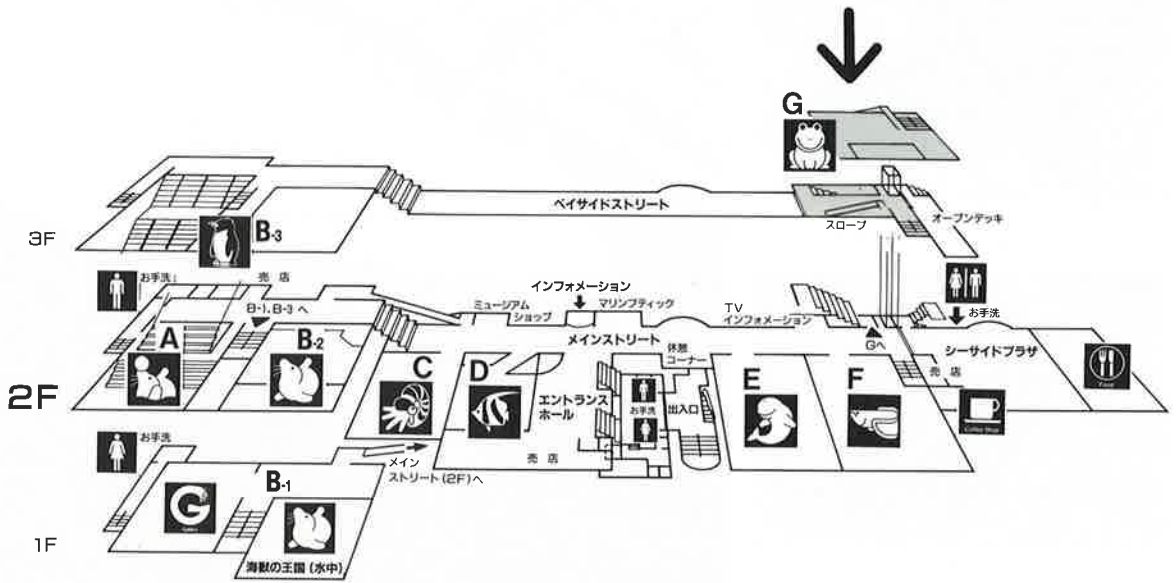 G
ベイサイドストリート
スロープ
オープンデッキ
3F
B-3
お手洗
売店
B-1、B-3 へ
インフォメーション
ミュージアム
ショップ
マリンブティック
TV
インフォメーション
お手洗
メインストリート
休憩
コーナー
Gへ
シーサイドプラザ
売店
A
B-2
C
D
E
F
2F
エントランス
ホール
お手洗
出入口
Food
Coffee Shop
お手洗
売店
メイン
ストリート(2F)へ
B-1
G
1F
海獣の王国(水中)